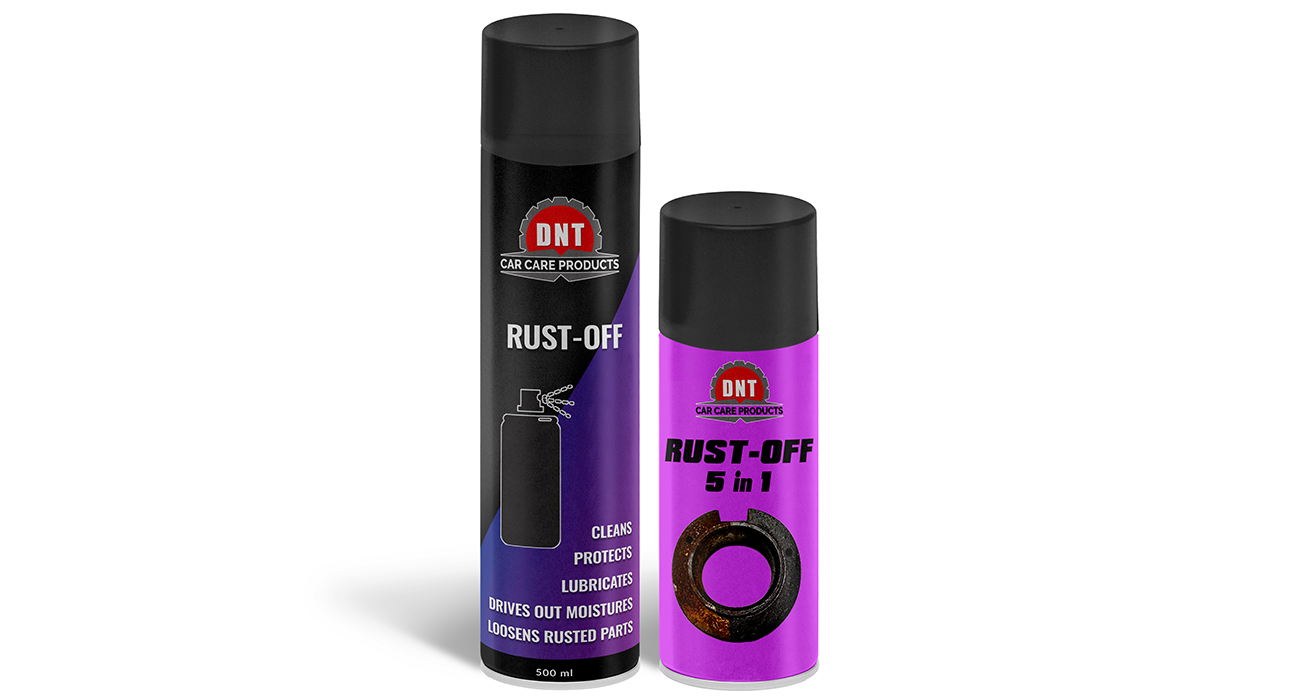 DNT
CAR CARE PRODUCTS
RUST-OFF
CLEANS
PROTECTS
LUBRICATES
DRIVES OUT MOISTURES
LOOSENS RUSTED PARTS
500 ml
DNT
CAR CARE PRODUCTS
RUST-OFF
5 in 1